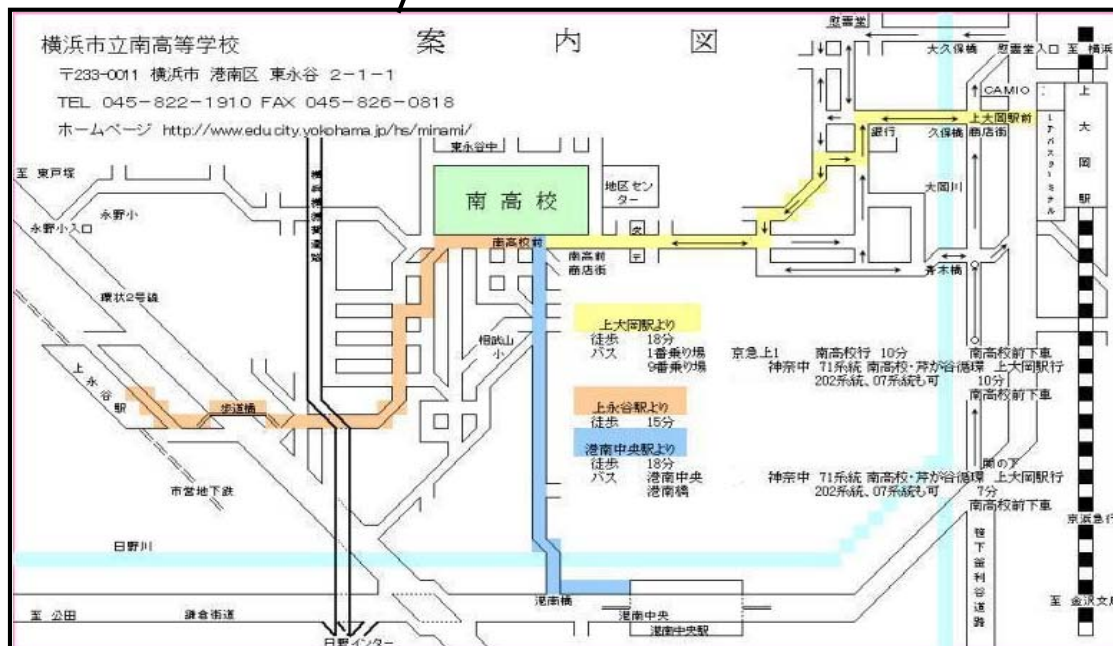 案内図
横浜市立南高等学校
〒233-0011 横浜市 港南区 東永谷 2-1-1
TEL 045-822-1910 FAX 045-826-0818
ホームページ http://www.edu.city.yokohama.jp/hs/minami/
慰霊堂
大久保橋
慰霊堂入口
至 横浜
CAMIO
上大岡駅
上大岡駅前
銀行
久保橋
商店街
バスターミナル
大岡川
青木橋
東永谷中
至 東戸塚
永野小
永野小入口
南高校
地区センター
南高校前
南高前
商店街
〒
環状2号線
相武山小
上永谷駅
歩道橋
市営地下鉄
上大岡駅より
徒歩 18分
バス 1番乗り場 京急上1 南高校行 10分 南高校前下車
9番乗り場 神奈中 71系統 南高校・芹が谷循環 上大岡駅行
202系統、07系統も可 10分
南高校前下車
上永谷駅より
徒歩 15分
港南中央駅より
徒歩 18分
関の下
バス 港南中央 神奈中 71系統 南高校・芹が谷循環 上大岡駅行
港南橋 202系統、07系統も可 7分
南高校前下車
京浜急行
笹下釜利谷道路
日野川
港南橋
至 公田
鎌倉街道
港南中央
港南中央駅
至 金沢文庫
日野インター